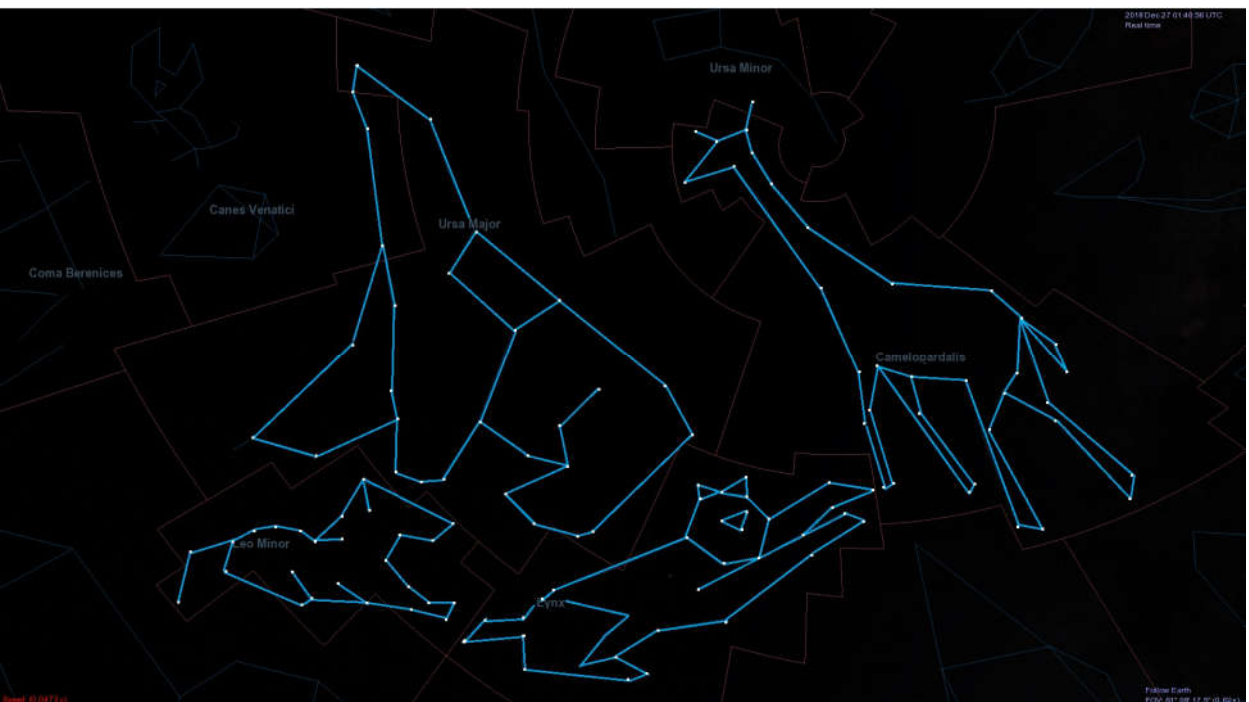 2018 Dec 27 01:40:56 UTC
Real time
Ursa Minor
Canes Venatici
Ursa Major
Coma Berenices
Camelopardalis
Leo Minor
Lynx
Follow Earth